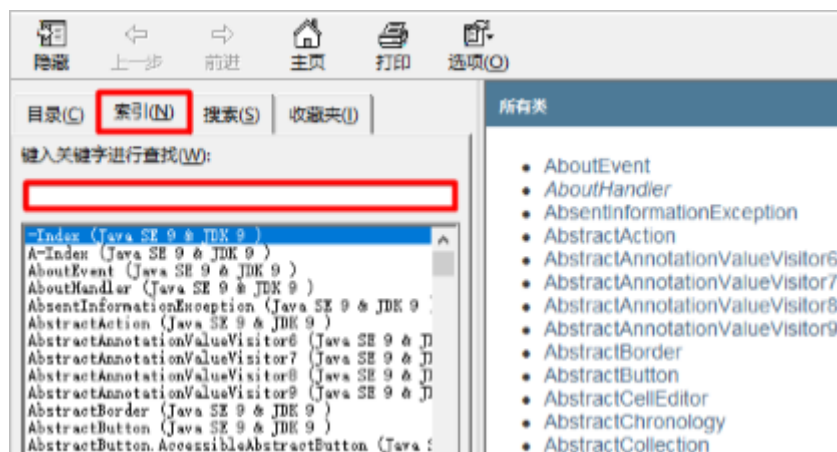 隐藏 上一步 前进 主页 打印 选项(O)
目录(C) 索引(N) 搜索(S) 收藏夹(I)
键入关键字进行查找(W):
-Index (Java SE 9 & JDK 9 )
A-Index (Java SE 9 & JDK 9 )
AboutEvent (Java SE 9 & JDK 9 )
AboutHandler (Java SE 9 & JDK 9 )
AbsentInformationException (Java SE 9 & JDK 9
AbstractAction (Java SE 9 & JDK 9 )
AbstractAnnotationValueVisitor6 (Java SE 9 & JD
AbstractAnnotationValueVisitor7 (Java SE 9 & JD
AbstractAnnotationValueVisitor8 (Java SE 9 & JD
AbstractAnnotationValueVisitor9 (Java SE 9 & JD
AbstractBorder (Java SE 9 & JDK 9 )
AbstractButton (Java SE 9 & JDK 9 )
AbstractButton.AccessibleAbstractButton (Java S
所有类
AboutEvent
AboutHandler
AbsentInformationException
AbstractAction
AbstractAnnotationValueVisitor6
AbstractAnnotationValueVisitor7
AbstractAnnotationValueVisitor8
AbstractAnnotationValueVisitor9
AbstractBorder
AbstractButton
AbstractCellEditor
AbstractChronology
AbstractCollection